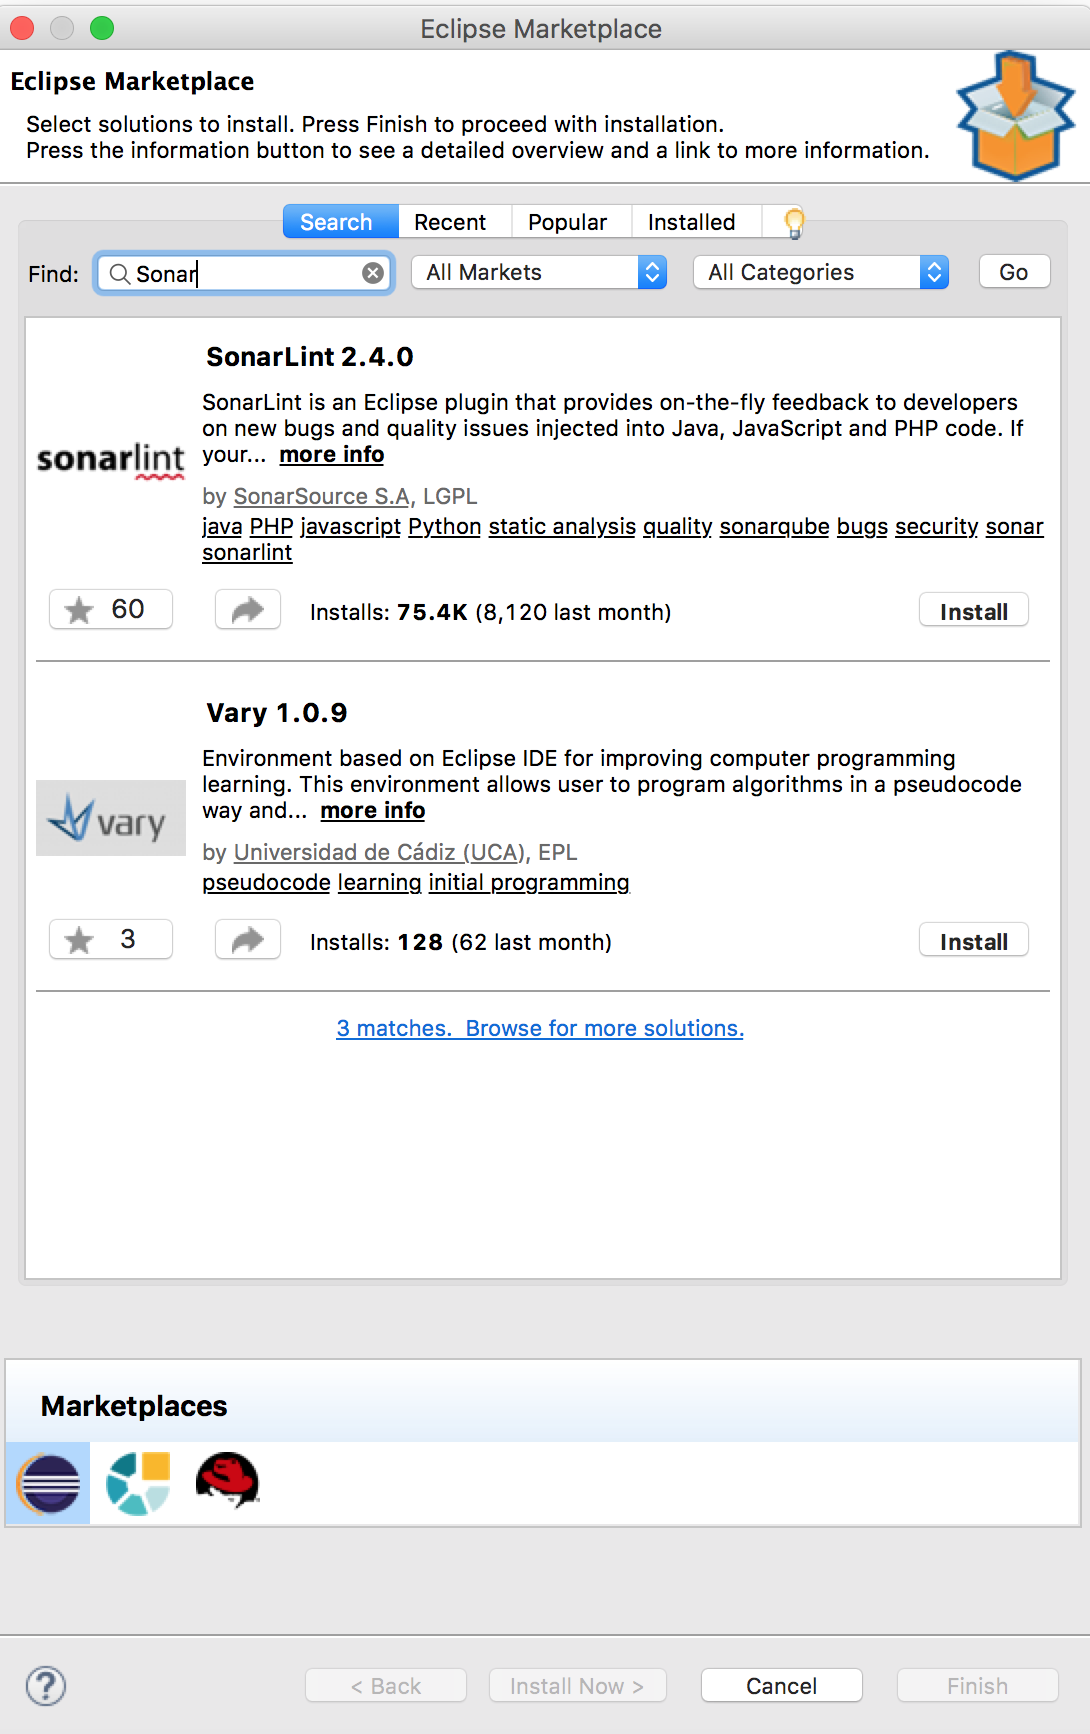 Eclipse Marketplace
Eclipse Marketplace
Select solutions to install. Press Finish to proceed with installation.
Press the information button to see a detailed overview and a link to more information.
Search Recent Popular Installed
Find: Sonar All Markets All Categories Go
SonarLint 2.4.0
SonarLint is an Eclipse plugin that provides on-the-fly feedback to developers
on new bugs and quality issues injected into Java, JavaScript and PHP code. If
your... more info
sonarlint
by SonarSource S.A, LGPL
java PHP javascript Python static analysis quality sonarqube bugs security sonar
sonarlint
60 Installs: 75.4K (8,120 last month) Install
Vary 1.0.9
Environment based on Eclipse IDE for improving computer programming
learning. This environment allows user to program algorithms in a pseudocode
way and... more info
vary
by Universidad de Cádiz (UCA), EPL
pseudocode learning initial programming
3 Installs: 128 (62 last month) Install
3 matches. Browse for more solutions.
Marketplaces
? < Back Install Now > Cancel Finish